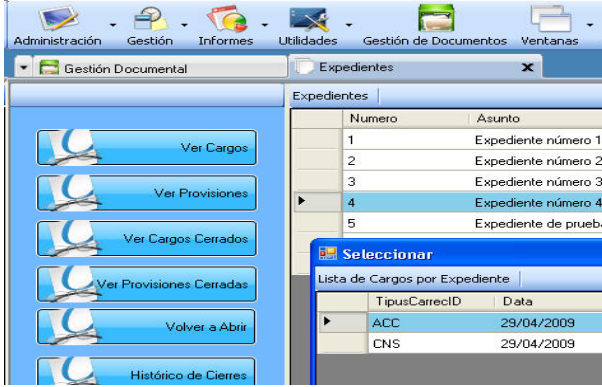 Administración Gestión Informes Utilidades Gestión de Documentos Ventanas
Gestión Documental Expedientes
Expedientes
Numero Asunto
1 Expediente número 1
2 Expediente número 2
3 Expediente número 3
4 Expediente número 4
5 Expediente de prueb
Ver Cargos
Ver Provisiones
Ver Cargos Cerrados
Ver Provisiones Cerradas
Volver a Abrir
Histórico de Cierres
Seleccionar
Lista de Cargos por Expediente
TipusCarrecID Data
ACC 29/04/2009
CNS 29/04/2009